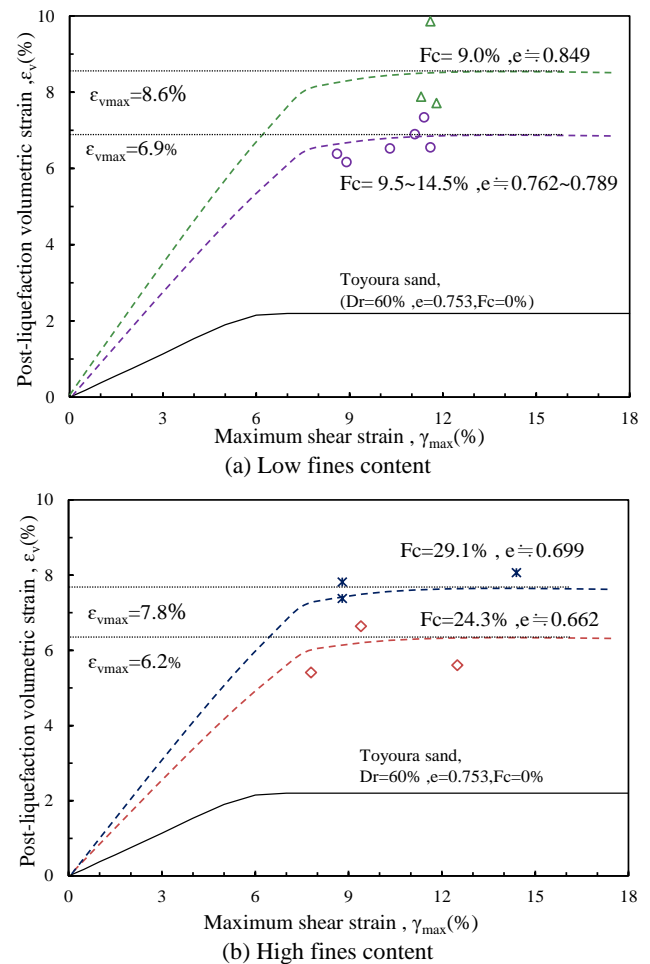 10
8
6
4
2
0
Post-liquefaction volumetric strain ,εv(%)
Fc= 9.0% ,e≒0.849
εvmax=8.6%
εvmax=6.9%
Fc= 9.5~14.5% ,e≒0.762~0.789
Toyoura sand,
(Dr=60% ,e=0.753,Fc=0%)
0 3 6 9 12 15 18
Maximum shear strain , γmax(%)
(a) Low fines content
10
8
6
4
2
0
Post-liquefaction volumetric strain , εv(%)
Fc=29.1% , e≒0.699
εvmax=7.8%
Fc=24.3% ,e≒0.662
εvmax=6.2%
Toyoura sand,
Dr=60% ,e=0.753,Fc=0%
0 3 6 9 12 15 18
Maximum shear strain , γmax(%)
(b) High fines content